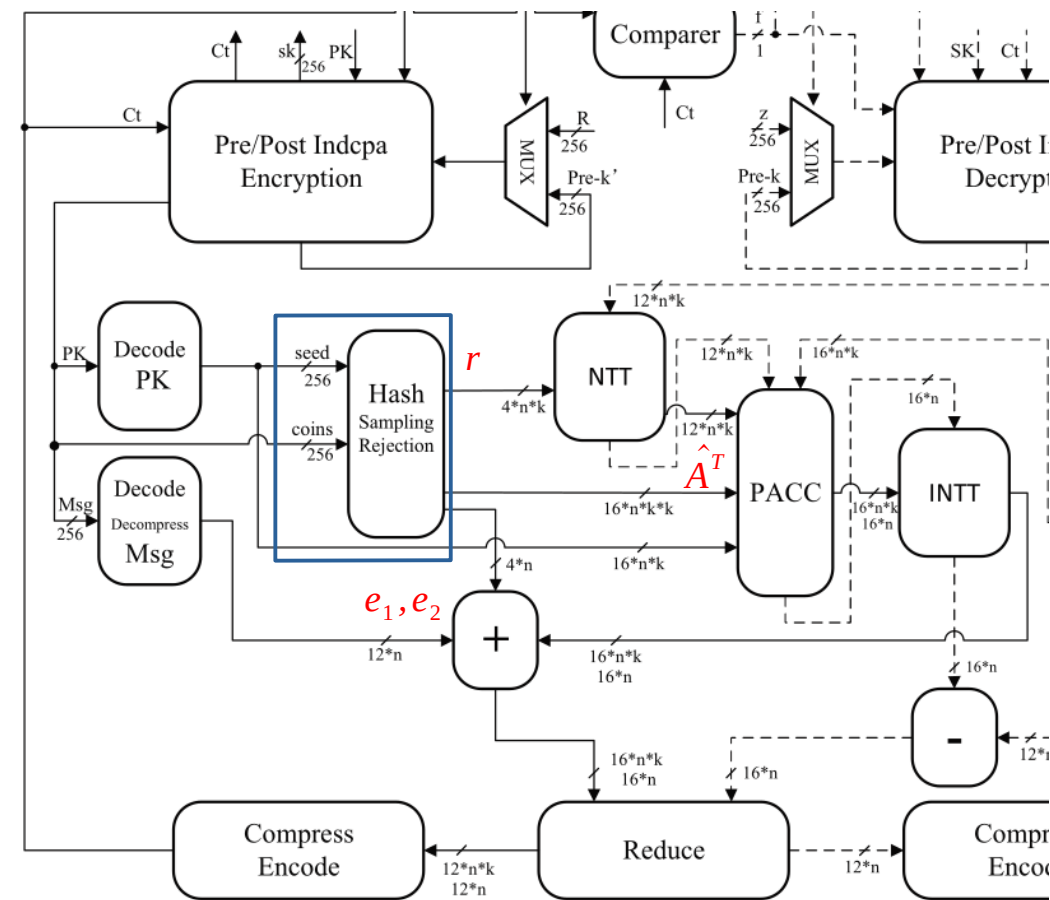 f
1
Comparer
Ct
sk
256
PK
SK
Ct
Ct
Pre/Post Indcpa
Encryption
MUX
R
256
Pre-k’
256
Ct
z
256
Pre-k
256
MUX
Pre/Post I
Decrypt
12*n*k
PK
Decode
PK
seed
256
coins
256
Hash
Sampling
Rejection
r
4*n*k
NTT
12*n*k
16*n*k
12*n*k
16*n
Â^T
16*n*k*k
16*n*k
PACC
16*n*k
16*n
INTT
Msg
256
Decode
Decompress
Msg
4*n
e₁,e₂
12*n
+
16*n*k
16*n
16*n
-
12*n
16*n*k
16*n
16*n
Compress
Encode
12*n*k
12*n
Reduce
12*n
Compr
Encod